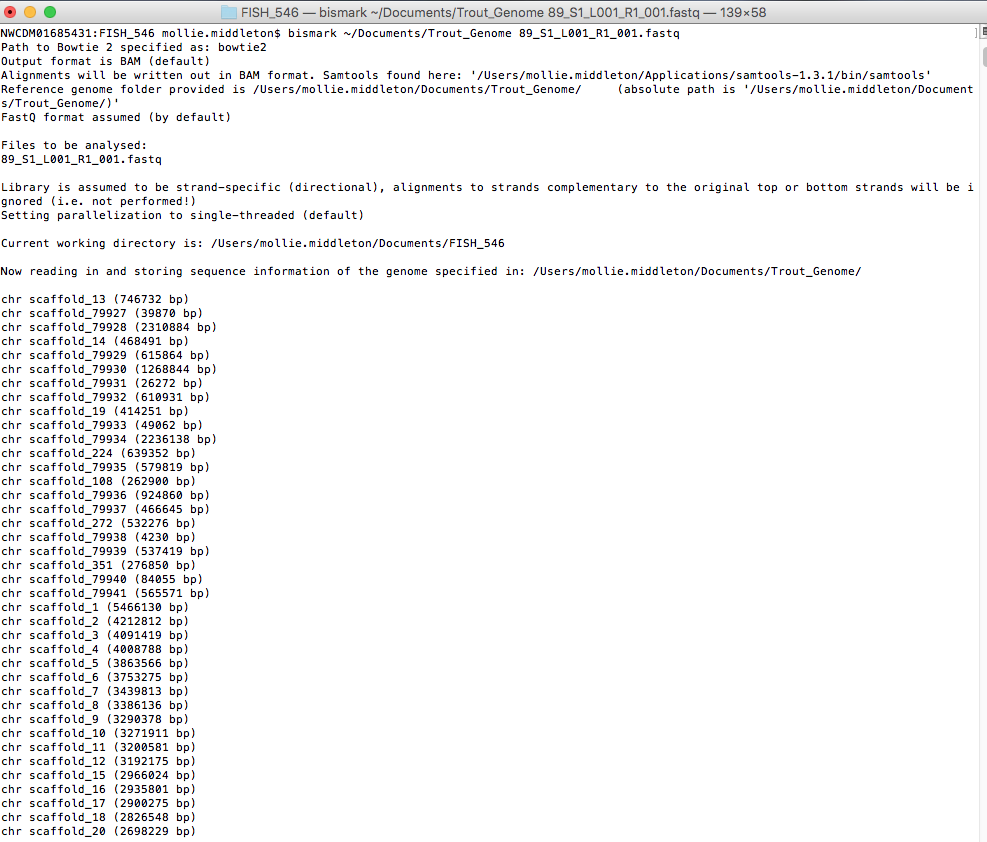 FISH_546 — bismark ~/Documents/Trout_Genome 89_S1_L001_R1_001.fastq — 139×58
NWCDM01685431:FISH_546 mollie.middleton$ bismark ~/Documents/Trout_Genome 89_S1_L001_R1_001.fastq
Path to Bowtie 2 specified as: bowtie2
Output format is BAM (default)
Alignments will be written out in BAM format. Samtools found here: '/Users/mollie.middleton/Applications/samtools-1.3.1/bin/samtools'
Reference genome folder provided is /Users/mollie.middleton/Documents/Trout_Genome/     (absolute path is '/Users/mollie.middleton/Document
s/Trout_Genome/)'
FastQ format assumed (by default)
Files to be analysed:
89_S1_L001_R1_001.fastq
Library is assumed to be strand-specific (directional), alignments to strands complementary to the original top or bottom strands will be i
gnored (i.e. not performed!)
Setting parallelization to single-threaded (default)
Current working directory is: /Users/mollie.middleton/Documents/FISH_546
Now reading in and storing sequence information of the genome specified in: /Users/mollie.middleton/Documents/Trout_Genome/
chr scaffold_13 (746732 bp)
chr scaffold_79927 (39870 bp)
chr scaffold_79928 (2310884 bp)
chr scaffold_14 (468491 bp)
chr scaffold_79929 (615864 bp)
chr scaffold_79930 (1268844 bp)
chr scaffold_79931 (26272 bp)
chr scaffold_79932 (610931 bp)
chr scaffold_19 (414251 bp)
chr scaffold_79933 (49062 bp)
chr scaffold_79934 (2236138 bp)
chr scaffold_224 (639352 bp)
chr scaffold_79935 (579819 bp)
chr scaffold_108 (262900 bp)
chr scaffold_79936 (924860 bp)
chr scaffold_79937 (466645 bp)
chr scaffold_272 (532276 bp)
chr scaffold_79938 (4230 bp)
chr scaffold_79939 (537419 bp)
chr scaffold_351 (276850 bp)
chr scaffold_79940 (84055 bp)
chr scaffold_79941 (565571 bp)
chr scaffold_1 (5466130 bp)
chr scaffold_2 (4212812 bp)
chr scaffold_3 (4091419 bp)
chr scaffold_4 (4008788 bp)
chr scaffold_5 (3863566 bp)
chr scaffold_6 (3753275 bp)
chr scaffold_7 (3439813 bp)
chr scaffold_8 (3386136 bp)
chr scaffold_9 (3290378 bp)
chr scaffold_10 (3271911 bp)
chr scaffold_11 (3200581 bp)
chr scaffold_12 (3192175 bp)
chr scaffold_15 (2966024 bp)
chr scaffold_16 (2935801 bp)
chr scaffold_17 (2900275 bp)
chr scaffold_18 (2826548 bp)
chr scaffold_20 (2698229 bp)